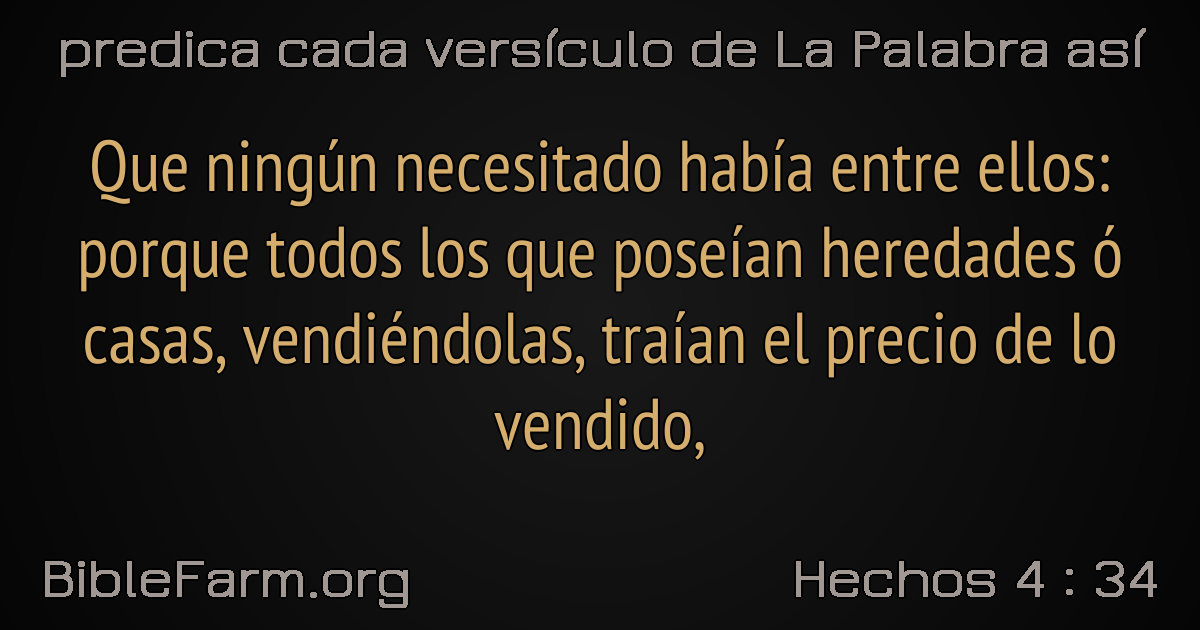 predica cada versículo de La Palabra así
Que ningún necesitado había entre ellos:
porque todos los que poseían heredades ó
casas, vendiéndolas, traían el precio de lo
vendido,
BibleFarm.org
Hechos 4 : 34